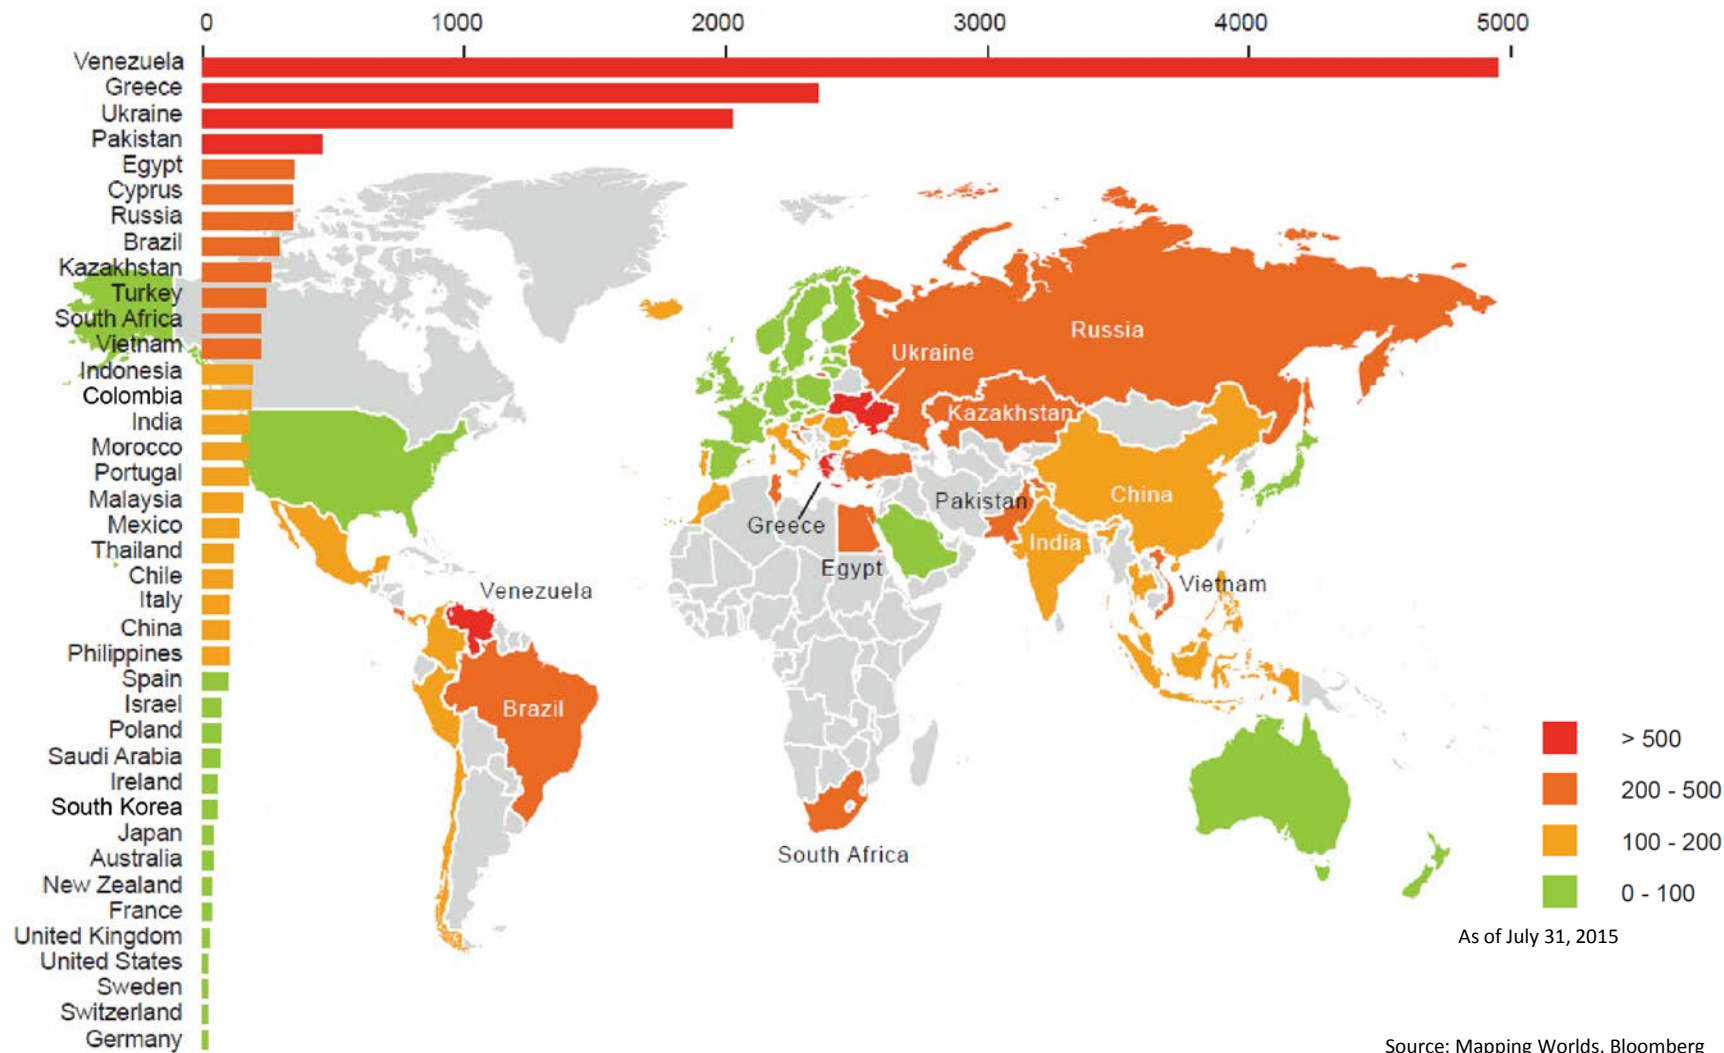 0 1000 2000 3000 4000 5000
Venezuela
Greece
Ukraine
Pakistan
Egypt
Cyprus
Russia
Brazil
Kazakhstan
Turkey
South Africa
Vietnam
Indonesia
Colombia
India
Morocco
Portugal
Malaysia
Mexico
Thailand
Chile
Italy
China
Philippines
Spain
Israel
Poland
Saudi Arabia
Ireland
South Korea
Japan
Australia
New Zealand
France
United Kingdom
United States
Sweden
Switzerland
Germany
Russia
Ukraine
Kazakhstan
China
Pakistan
Greece
India
Egypt
Vietnam
Venezuela
Brazil
South Africa
> 500
200 - 500
100 - 200
0 - 100
As of July 31, 2015
Source: Mapping Worlds, Bloomberg